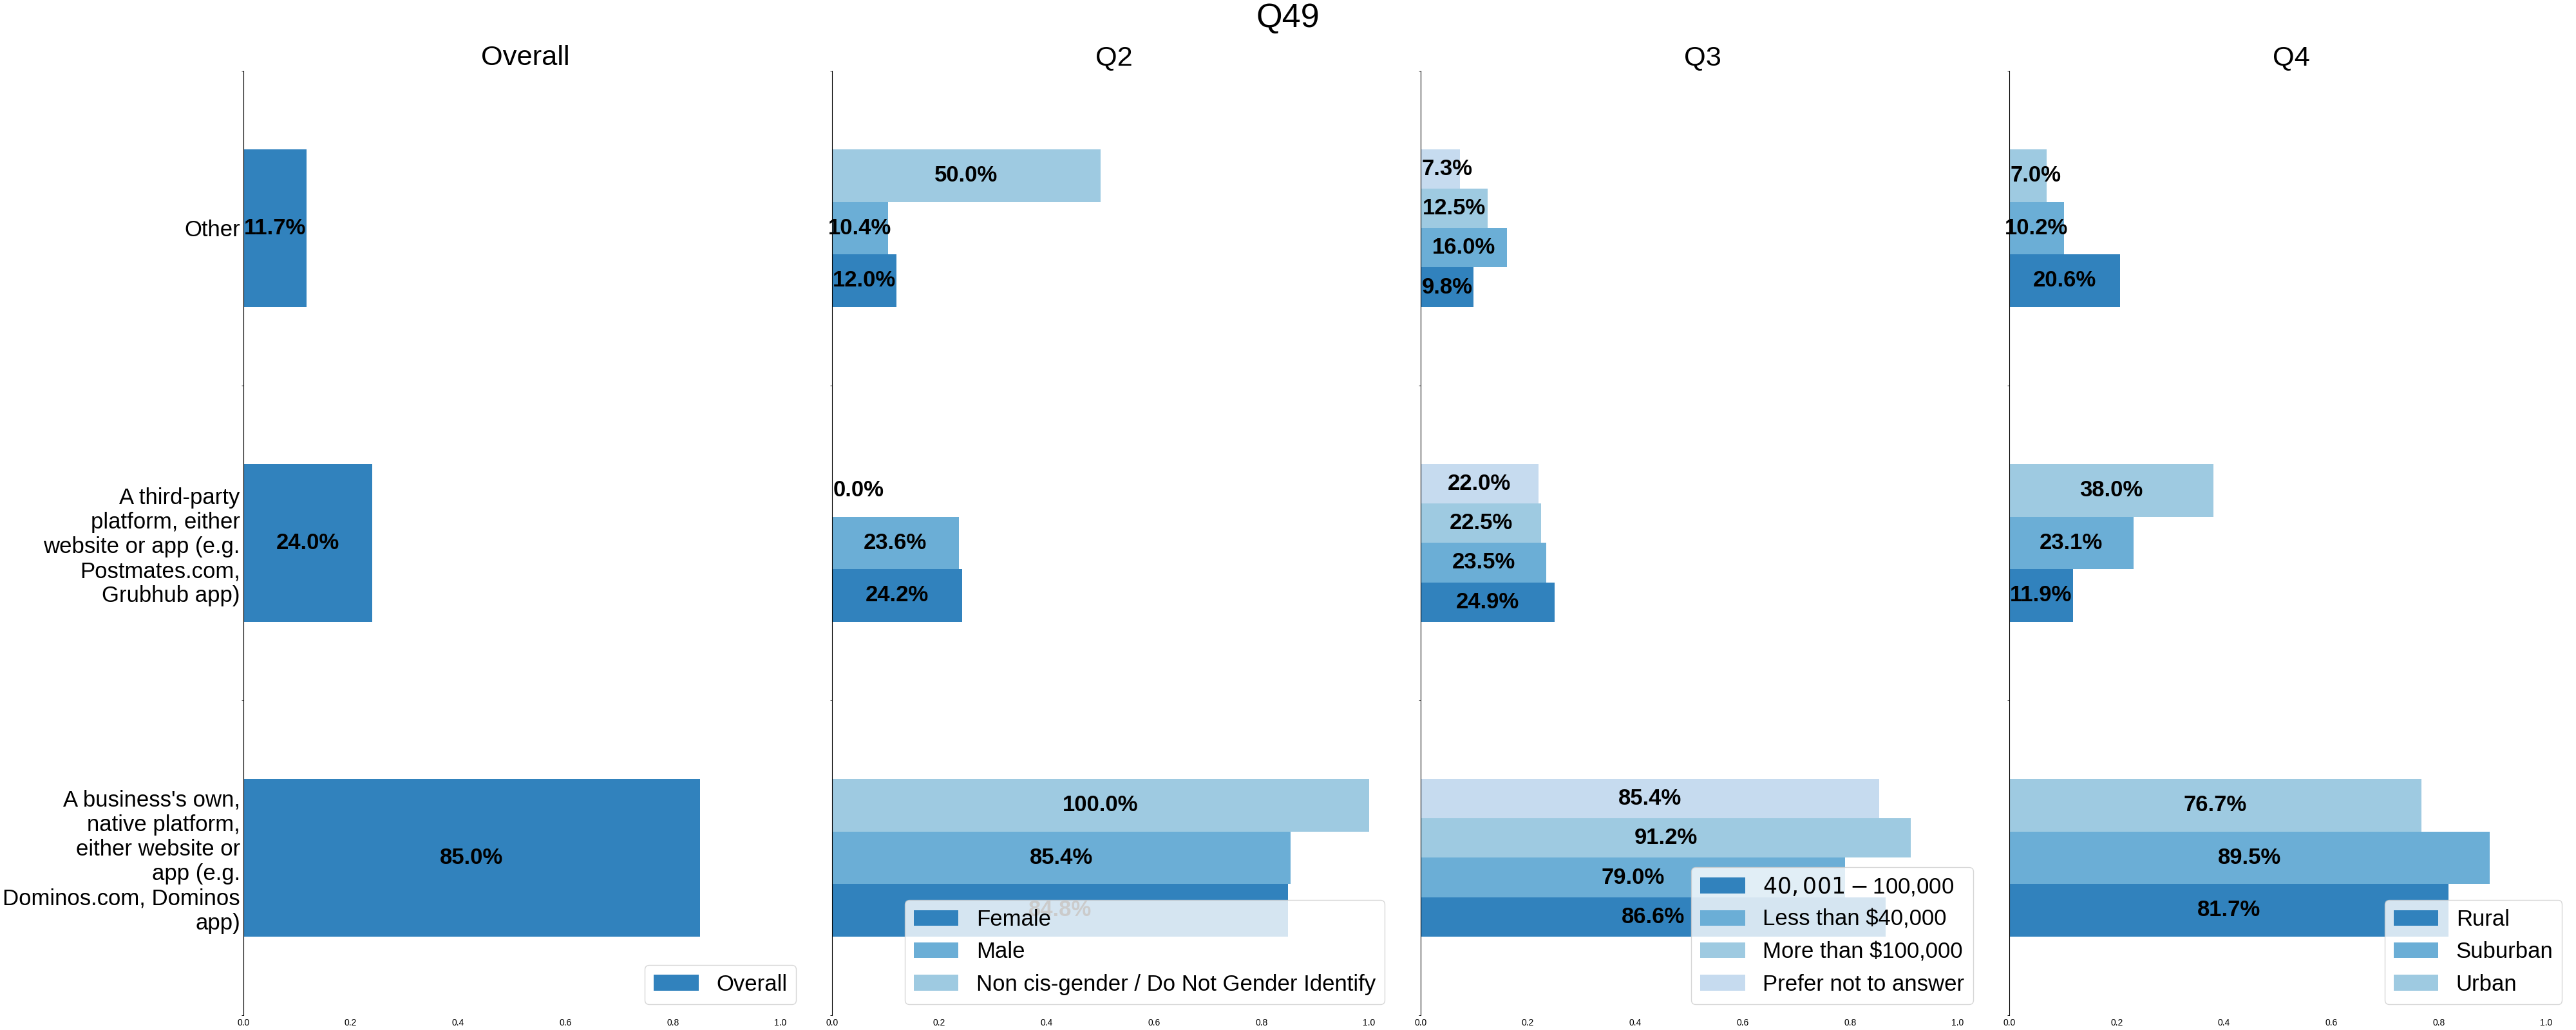 Q49
Overall
Other
A third-party
platform, either
website or app (e.g.
Postmates.com,
Grubhub app)
A business's own,
native platform,
either website or
app (e.g.
Dominos.com, Dominos
app)
11.7%
24.0%
85.0%
Overall
0.0 0.2 0.4 0.6 0.8 1.0
Q2
50.0%
10.4%
12.0%
0.0%
23.6%
24.2%
100.0%
85.4%
84.8%
Female
Male
Non cis-gender / Do Not Gender Identify
0.0 0.2 0.4 0.6 0.8 1.0
Q3
7.3%
12.5%
16.0%
9.8%
22.0%
22.5%
23.5%
24.9%
85.4%
91.2%
79.0%
86.6%
40,001-100,000
Less than $40,000
More than $100,000
Prefer not to answer
0.0 0.2 0.4 0.6 0.8 1.0
Q4
7.0%
10.2%
20.6%
38.0%
23.1%
11.9%
76.7%
89.5%
81.7%
Rural
Suburban
Urban
0.0 0.2 0.4 0.6 0.8 1.0